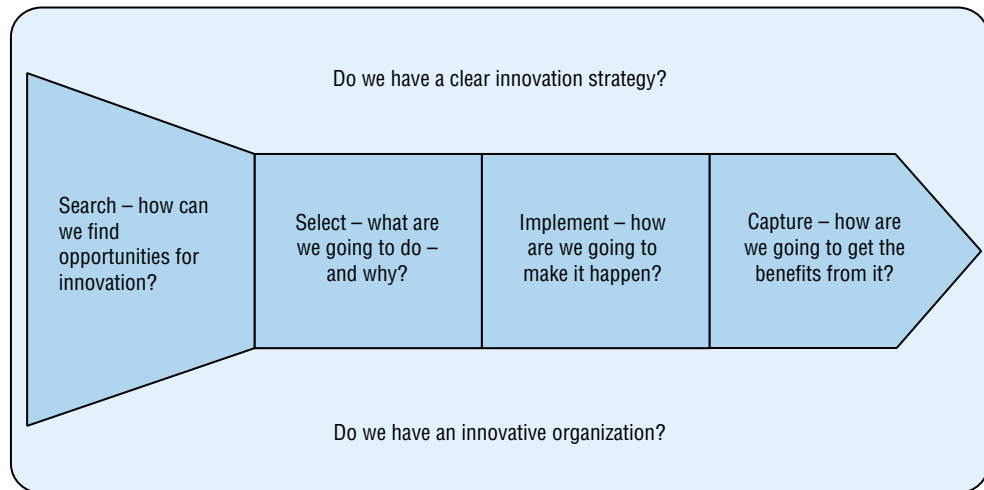 Do we have a clear innovation strategy?
Search – how can
we find
opportunities for
innovation?
Select – what are
we going to do –
and why?
Implement – how
are we going to
make it happen?
Capture – how are
we going to get the
benefits from it?
Do we have an innovative organization?